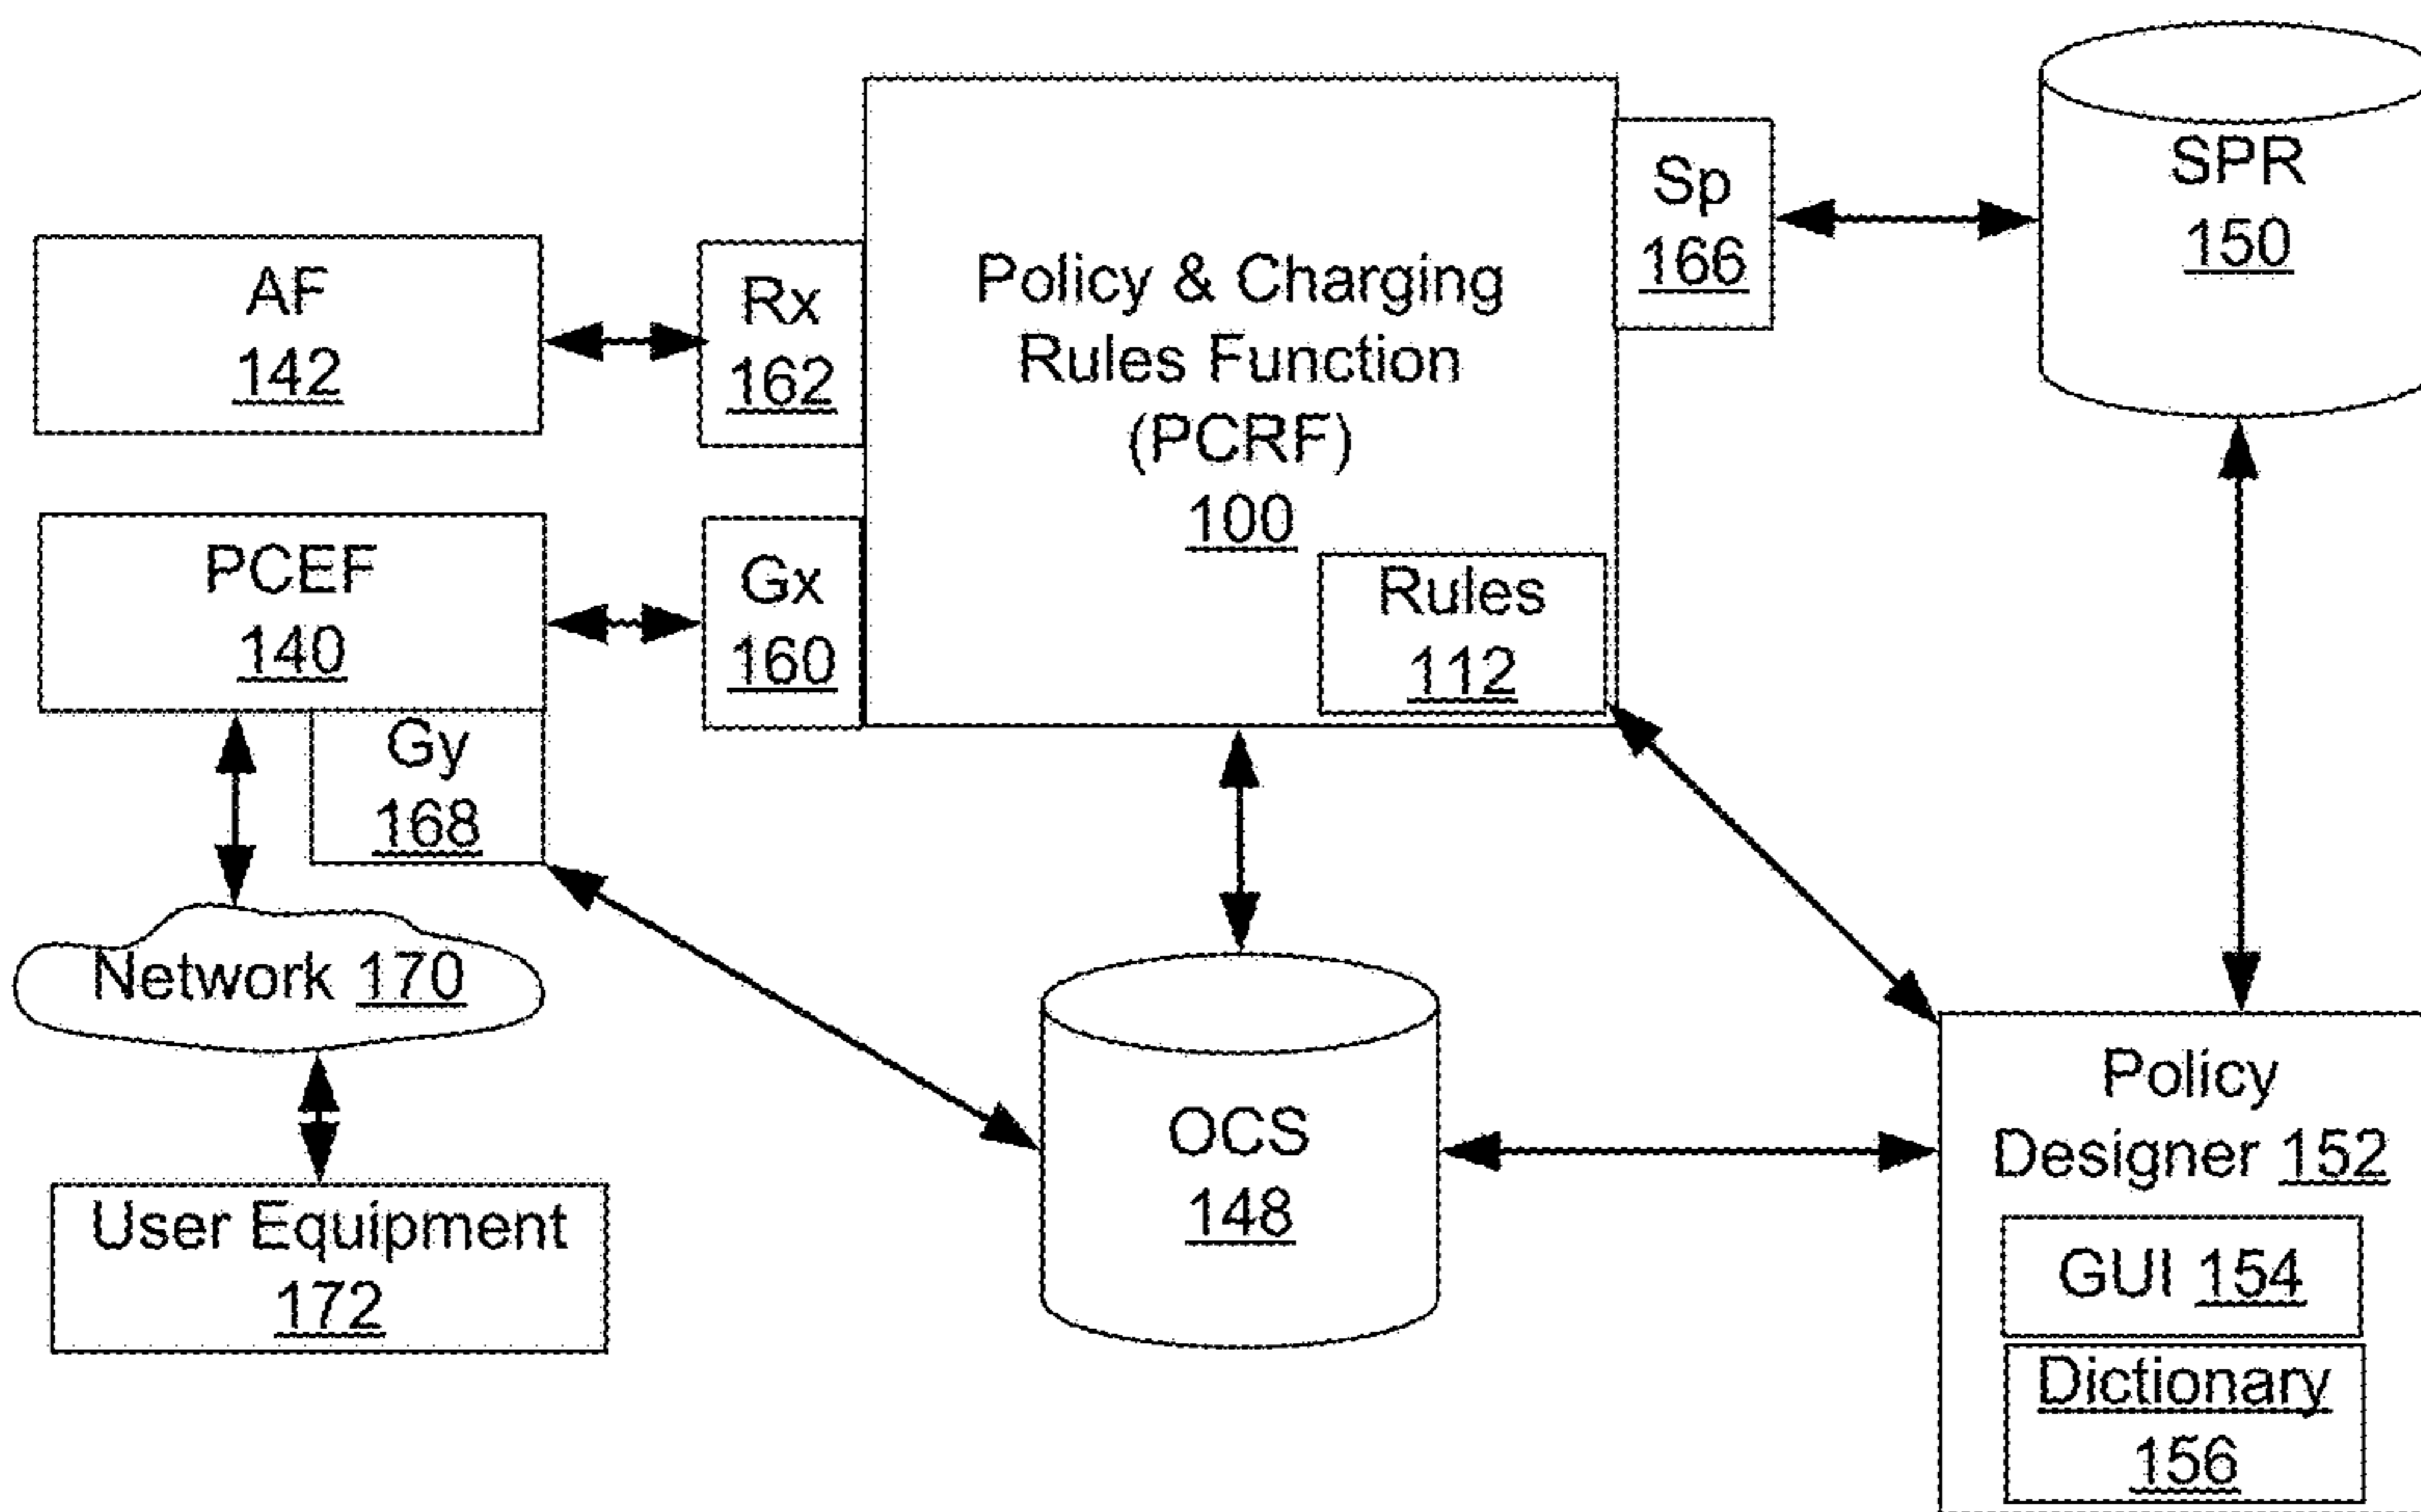 Policy & Charging
Rules Function
(PCRF)
100
Sp
166
SPR
150
AF
142
Rx
162
PCEF
140
Gx
160
Rules
112
Gy
168
Network 170
User Equipment
172
OCS
148
Policy
Designer 152
GUI 154
Dictionary
156